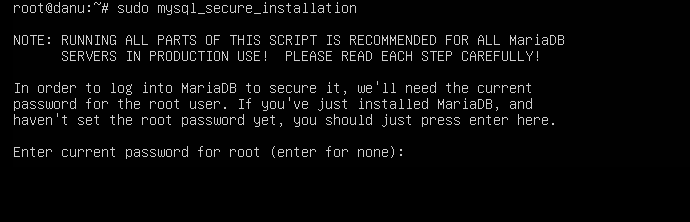 root@danu:~# sudo mysql_secure_installation
NOTE: RUNNING ALL PARTS OF THIS SCRIPT IS RECOMMENDED FOR ALL MariaDB
SERVERS IN PRODUCTION USE!  PLEASE READ EACH STEP CAREFULLY!
In order to log into MariaDB to secure it, we'll need the current
password for the root user. If you've just installed MariaDB, and
haven't set the root password yet, you should just press enter here.
Enter current password for root (enter for none):